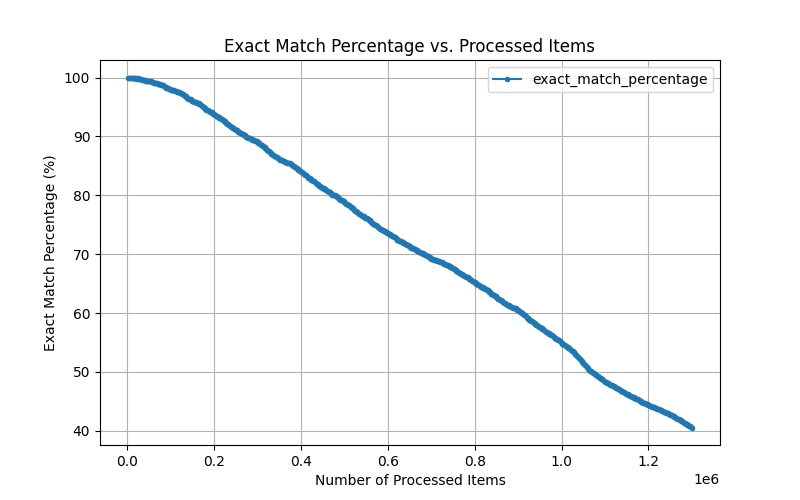 Exact Match Percentage vs. Processed Items
exact_match_percentage
Exact Match Percentage (%)
100
90
80
70
60
50
40
0.0 0.2 0.4 0.6 0.8 1.0 1.2
1e6
Number of Processed Items